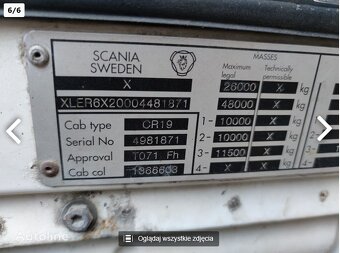 6/6
SCANIA
SWEDEN
MASSES
Maximum legal
Technically permissible
X
26000 X kg
XLER6X20004481871
48000 X kg
Cab type CR19
1- 10000 X kg
Serial No 4981871
2- 10000 X kg
Approval T071 Fh
3- 11500 X kg
Cab col 1366603
4- X X kg
Autoline
Oglądaj wszystkie zdjęcia